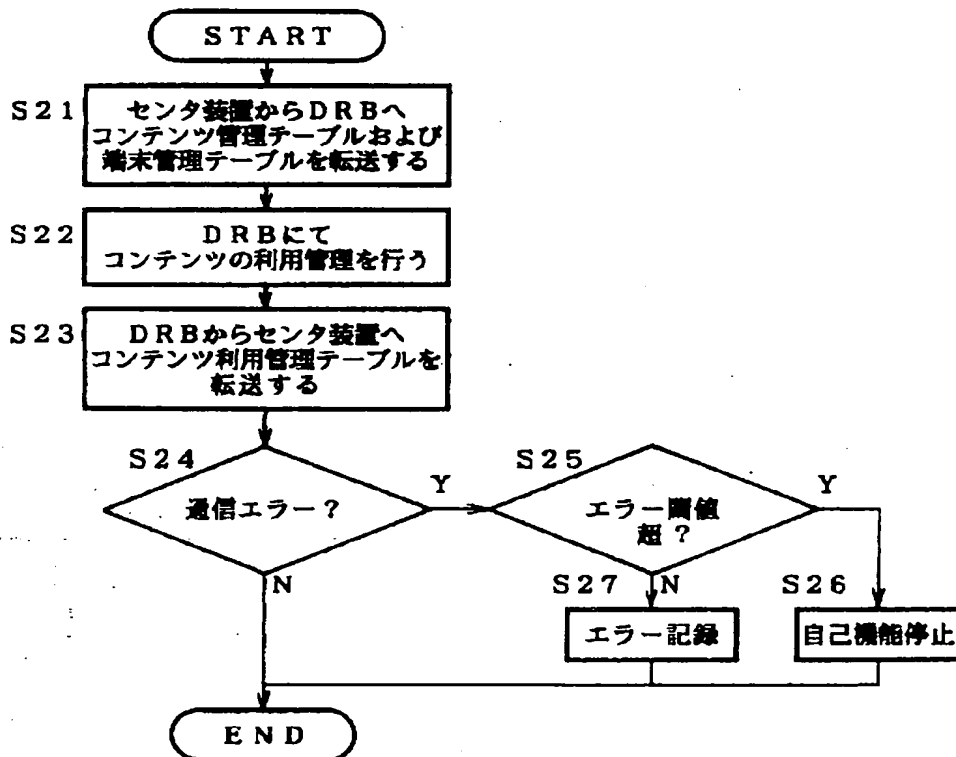 START
S21
センタ装置からDRBへ
コンテンツ管理テーブルおよび
端末管理テーブルを転送する
S22
DRBにて
コンテンツの利用管理を行う
S23
DRBからセンタ装置へ
コンテンツ利用管理テーブルを
転送する
S24
通信エラー?
Y
N
S25
エラー閾値
超?
Y
N
S27
エラー記録
S26
自己機能停止
END